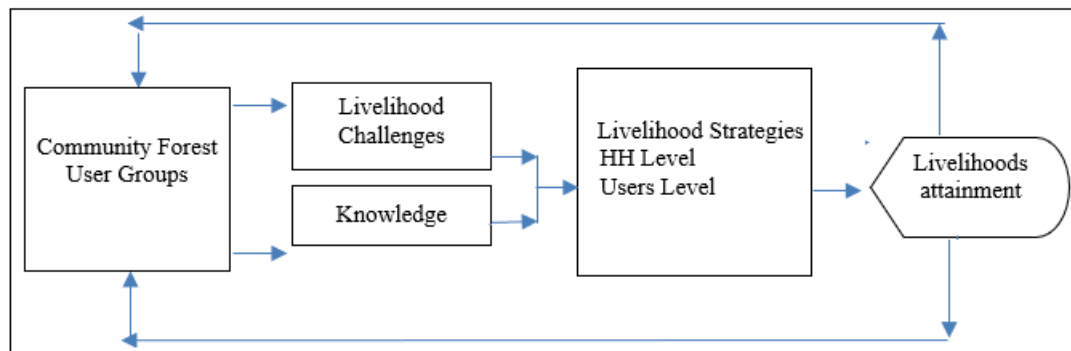 Community Forest
User Groups
Livelihood
Challenges
Knowledge
Livelihood Strategies
HH Level
Users Level
Livelihoods
attainment